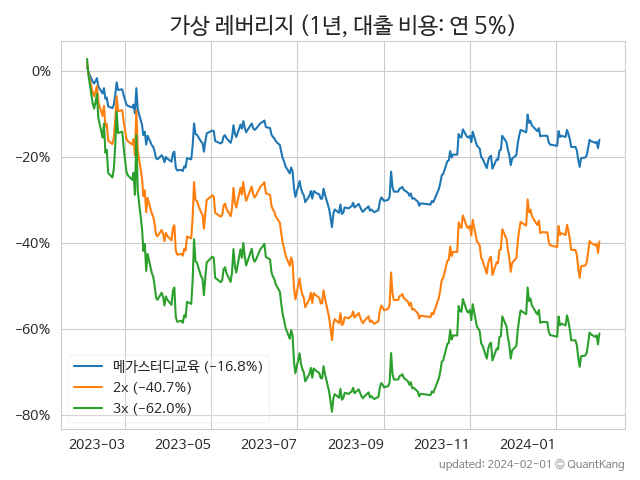 가상 레버리지 (1년, 대출 비용: 연 5%)
0%
−20%
−40%
−60%
−80%
메가스터디교육 (−16.8%)
2x (−40.7%)
3x (−62.0%)
2023−03 2023−05 2023−07 2023−09 2023−11 2024−01
updated: 2024−02−01 © QuantKang